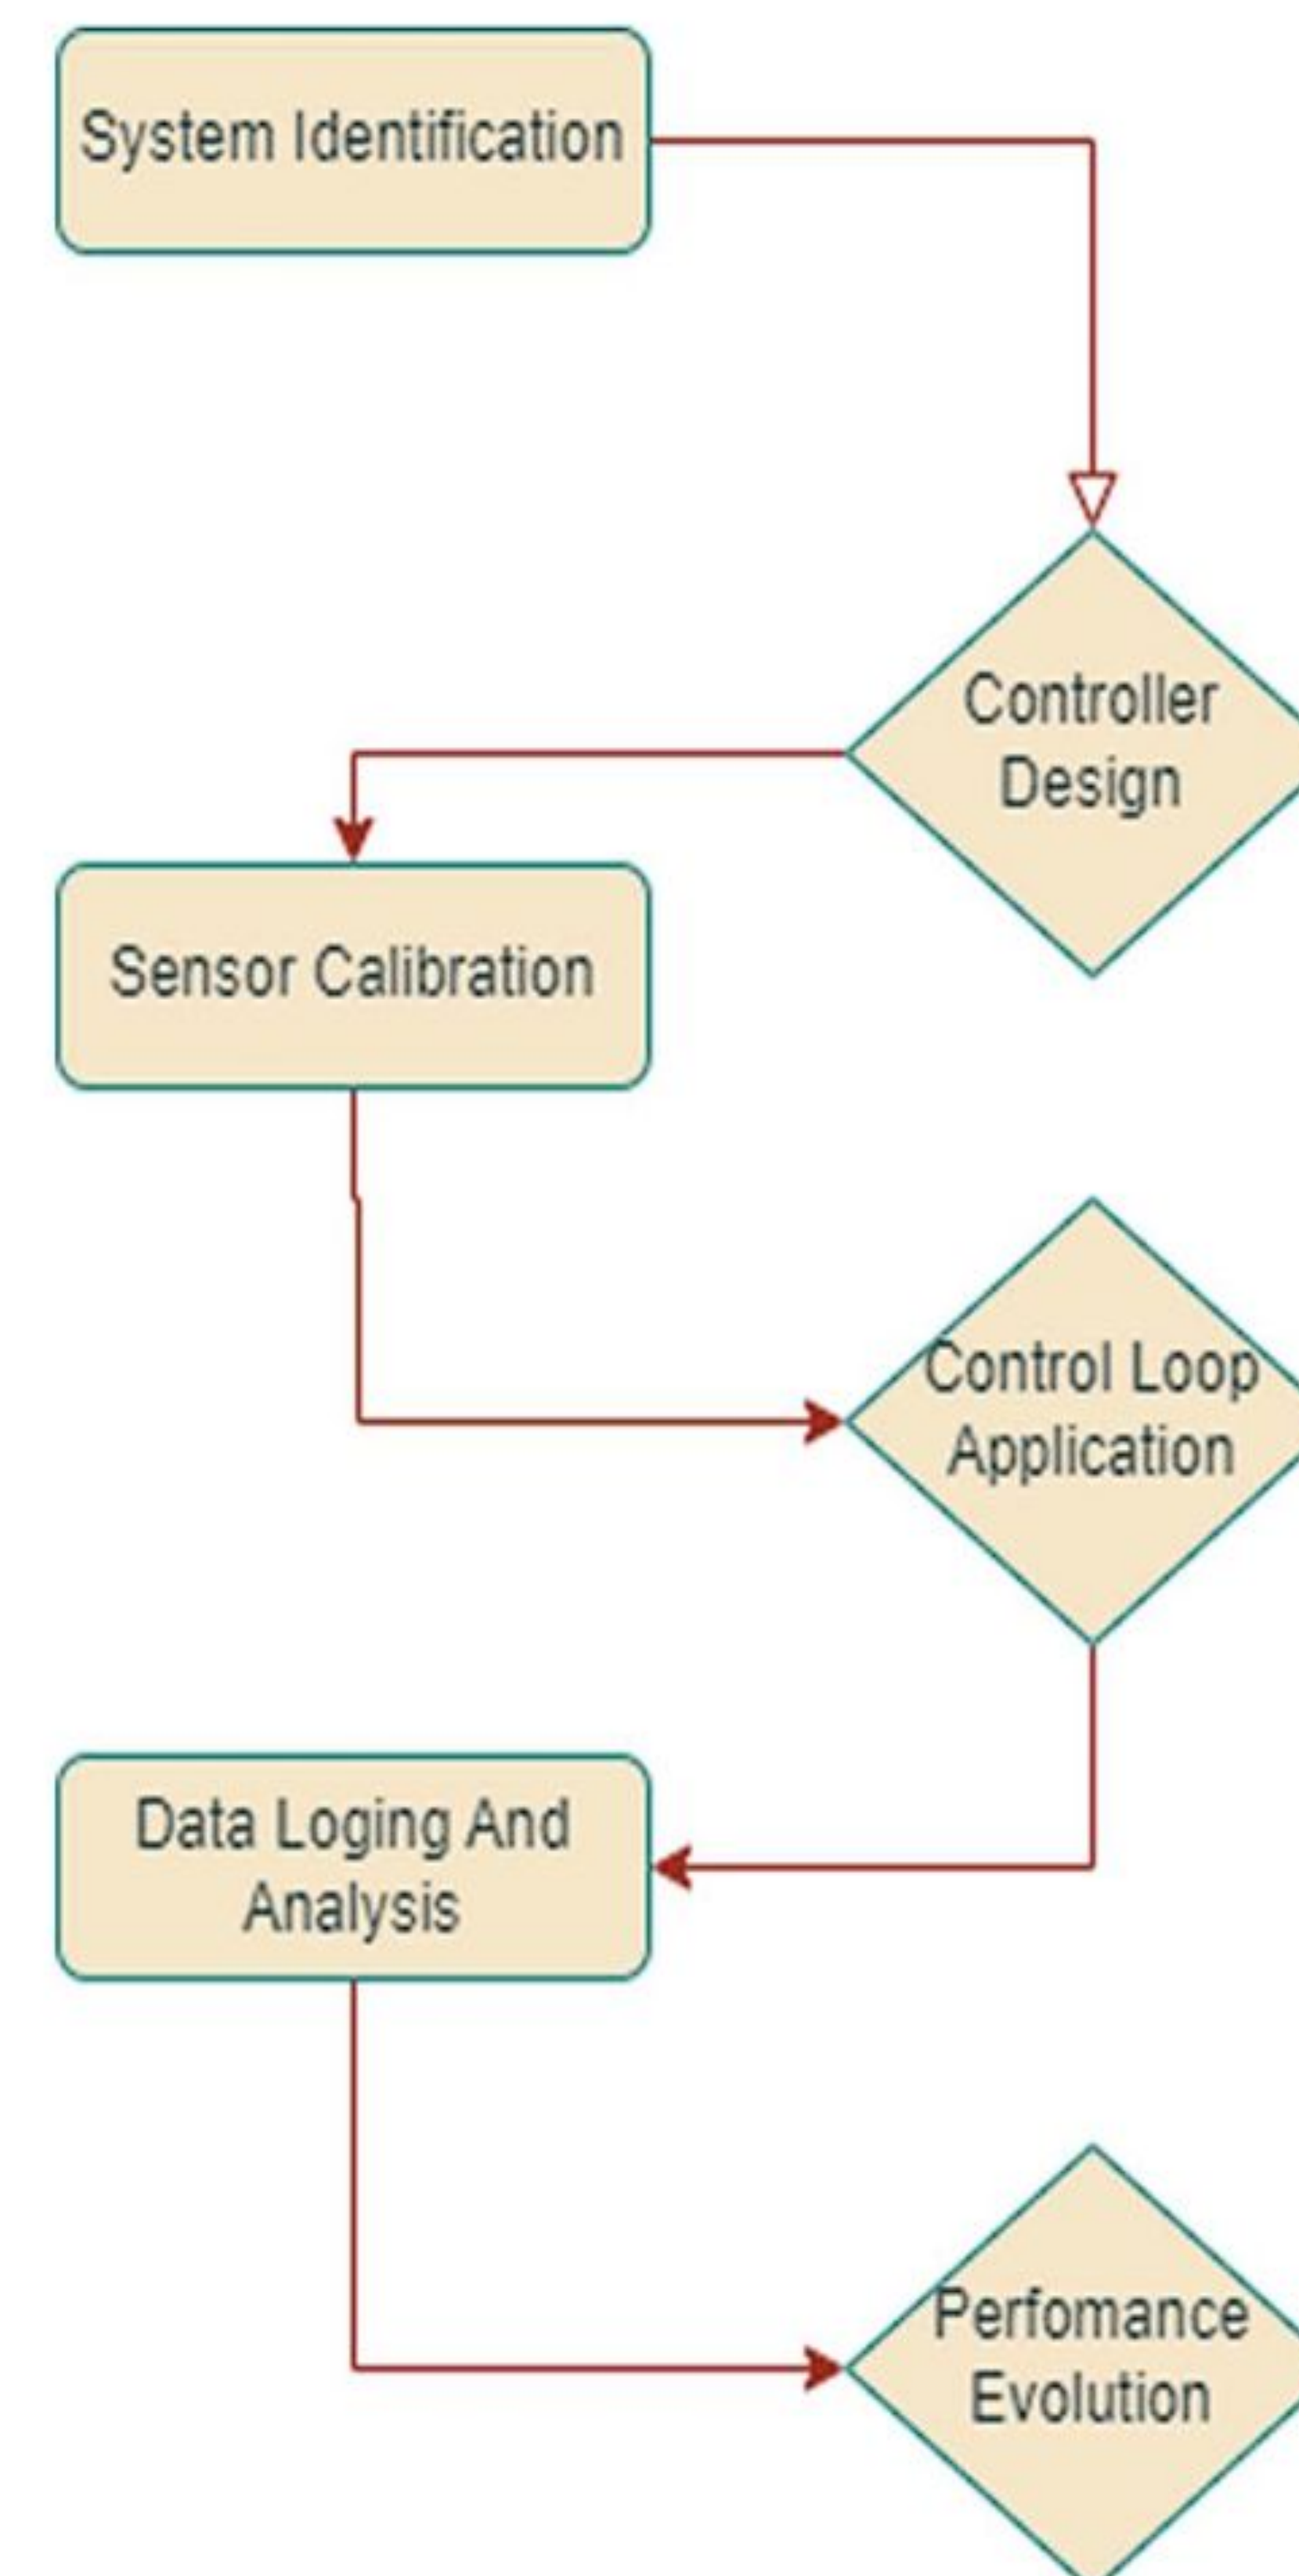 System Identification
Controller
Design
Sensor Calibration
Control Loop
Application
Data Loging And
Analysis
Perfomance
Evolution